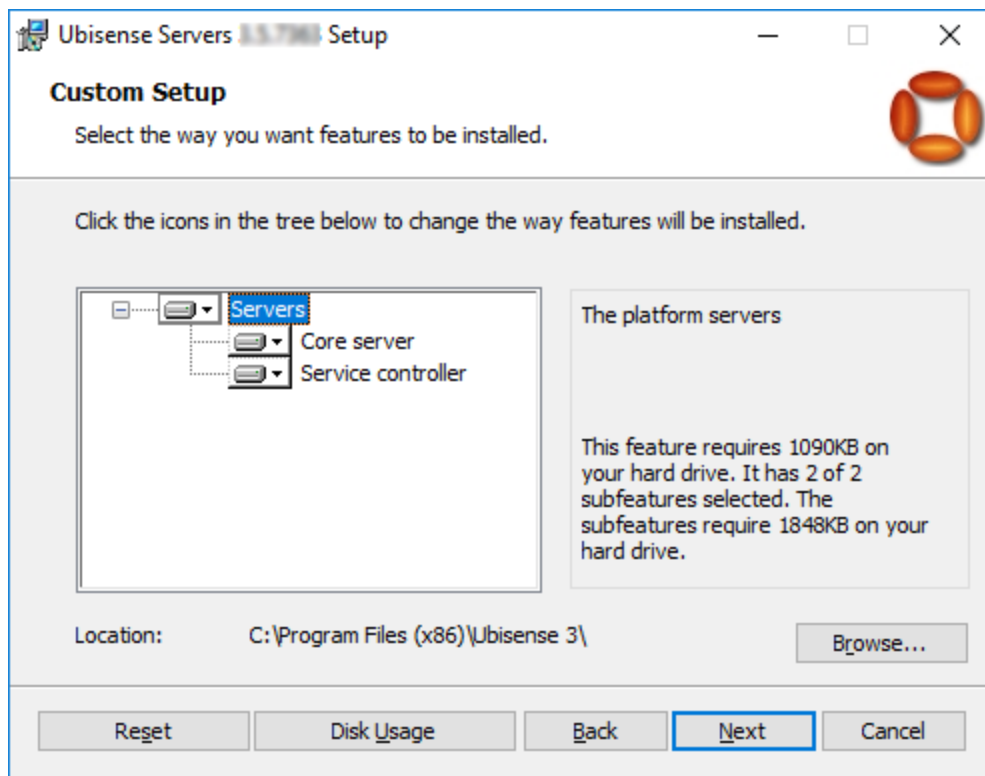 Ubisense Servers Setup
Custom Setup
Select the way you want features to be installed.
Click the icons in the tree below to change the way features will be installed.
Servers
Core server
Service controller
The platform servers
This feature requires 1090KB on
your hard drive. It has 2 of 2
subfeatures selected. The
subfeatures require 1848KB on your
hard drive.
Location: C:\Program Files (x86)\Ubisense 3\
Browse...
Reset Disk Usage Back Next Cancel